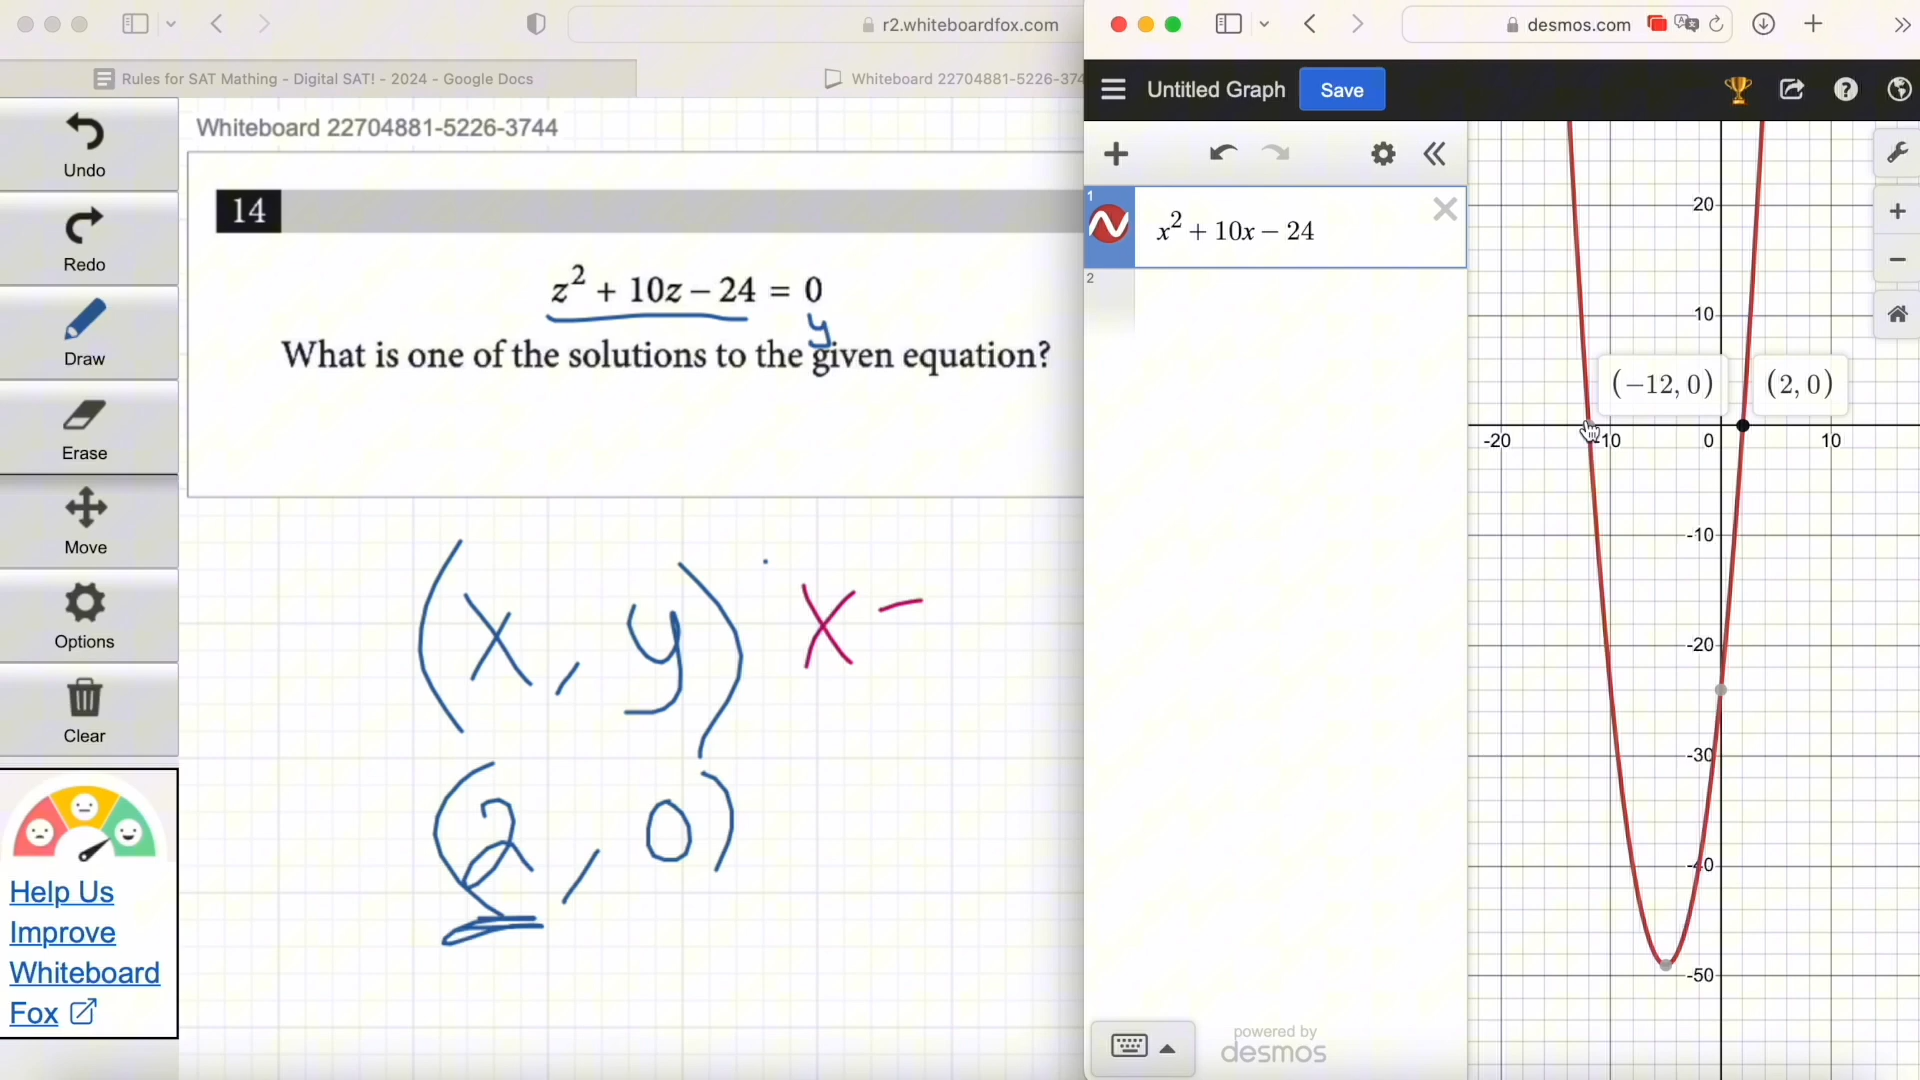 r2.whiteboardfox.com
desmos.com
Rules for SAT Mathing - Digital SAT! - 2024 - Google Docs
Whiteboard 22704881-5226-374
Untitled Graph
Save
Undo
Redo
Draw
Erase
Move
Options
Clear
Help Us
Improve
Whiteboard
Fox
Whiteboard 22704881-5226-3744
14
z² + 10z – 24 = 0
y
What is one of the solutions to the given equation?
(x, y) x –
(2, 0)
1
x² + 10x – 24
2
powered by
desmos
20
10
(−12, 0)
(2, 0)
-20
-10
0
10
-10
-20
-30
-40
-50